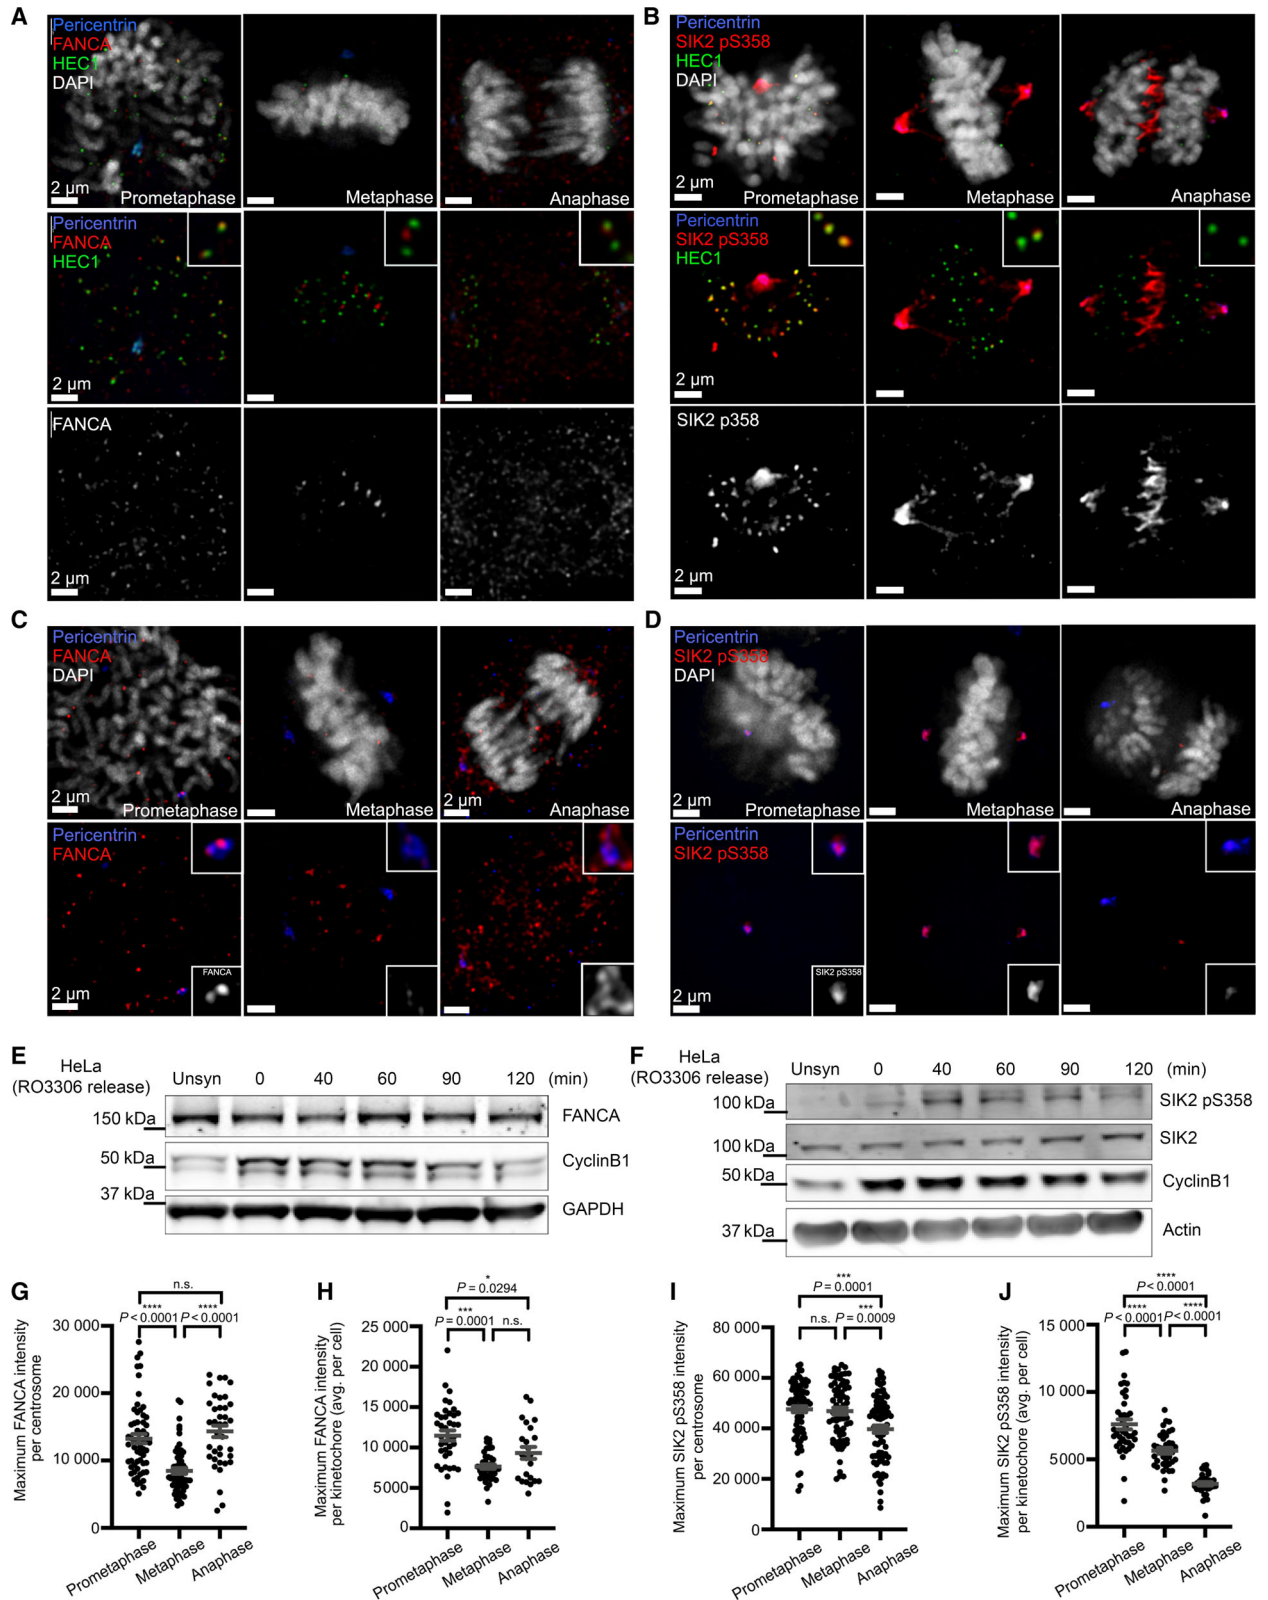 A
Pericentrin
FANCA
HEC1
DAPI
2 µm
Prometaphase
Metaphase
Anaphase
Pericentrin
FANCA
HEC1
2 µm
FANCA
2 µm
B
Pericentrin
SIK2 pS358
HEC1
DAPI
2 µm
Prometaphase
Metaphase
Anaphase
Pericentrin
SIK2 pS358
HEC1
2 µm
SIK2 p358
2 µm
C
Pericentrin
FANCA
DAPI
2 µm
Prometaphase
Metaphase
2 µm
Anaphase
Pericentrin
FANCA
2 µm
FANCA
D
Pericentrin
SIK2 pS358
DAPI
2 µm
Prometaphase
Metaphase
Anaphase
Pericentrin
SIK2 pS358
2 µm
SIK2 pS358
E
HeLa
(RO3306 release)
Unsyn 0 40 60 90 120 (min)
150 kDa FANCA
50 kDa CyclinB1
37 kDa
GAPDH
F
HeLa
(RO3306 release)
Unsyn 0 40 60 90 120 (min)
100 kDa SIK2 pS358
100 kDa SIK2
50 kDa CyclinB1
37 kDa Actin
G
n.s.
**** ****
P < 0.0001 P < 0.0001
Maximum FANCA intensity
per centrosome
30 000
20 000
10 000
0
Prometaphase
Metaphase
Anaphase
H
*
P = 0.0294
***
P = 0.0001 n.s.
Maximum FANCA intensity
per kinetochore (avg. per cell)
25 000
20 000
15 000
10 000
5000
0
Prometaphase
Metaphase
Anaphase
I
***
P = 0.0001
***
n.s. P = 0.0009
Maximum SIK2 pS358 intensity
per centrosome
80 000
60 000
40 000
20 000
0
Prometaphase
Metaphase
Anaphase
J
****
P < 0.0001
**** ****
P < 0.0001 P < 0.0001
Maximum SIK2 pS358 intensity
per kinetochore (avg. per cell)
15 000
10 000
5000
0
Prometaphase
Metaphase
Anaphase